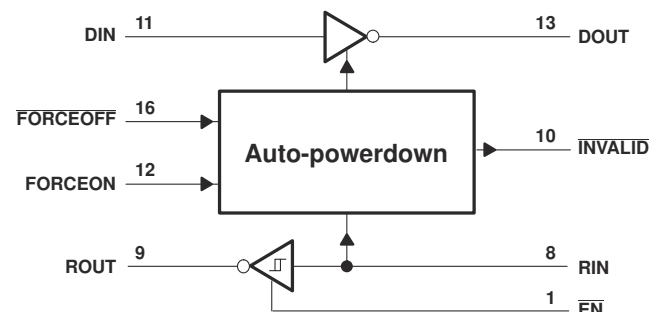 DIN 11 13 DOUT
FORCEOFF 16
Auto-powerdown
10 INVALID
FORCEON 12
ROUT 9 8 RIN
1 EN